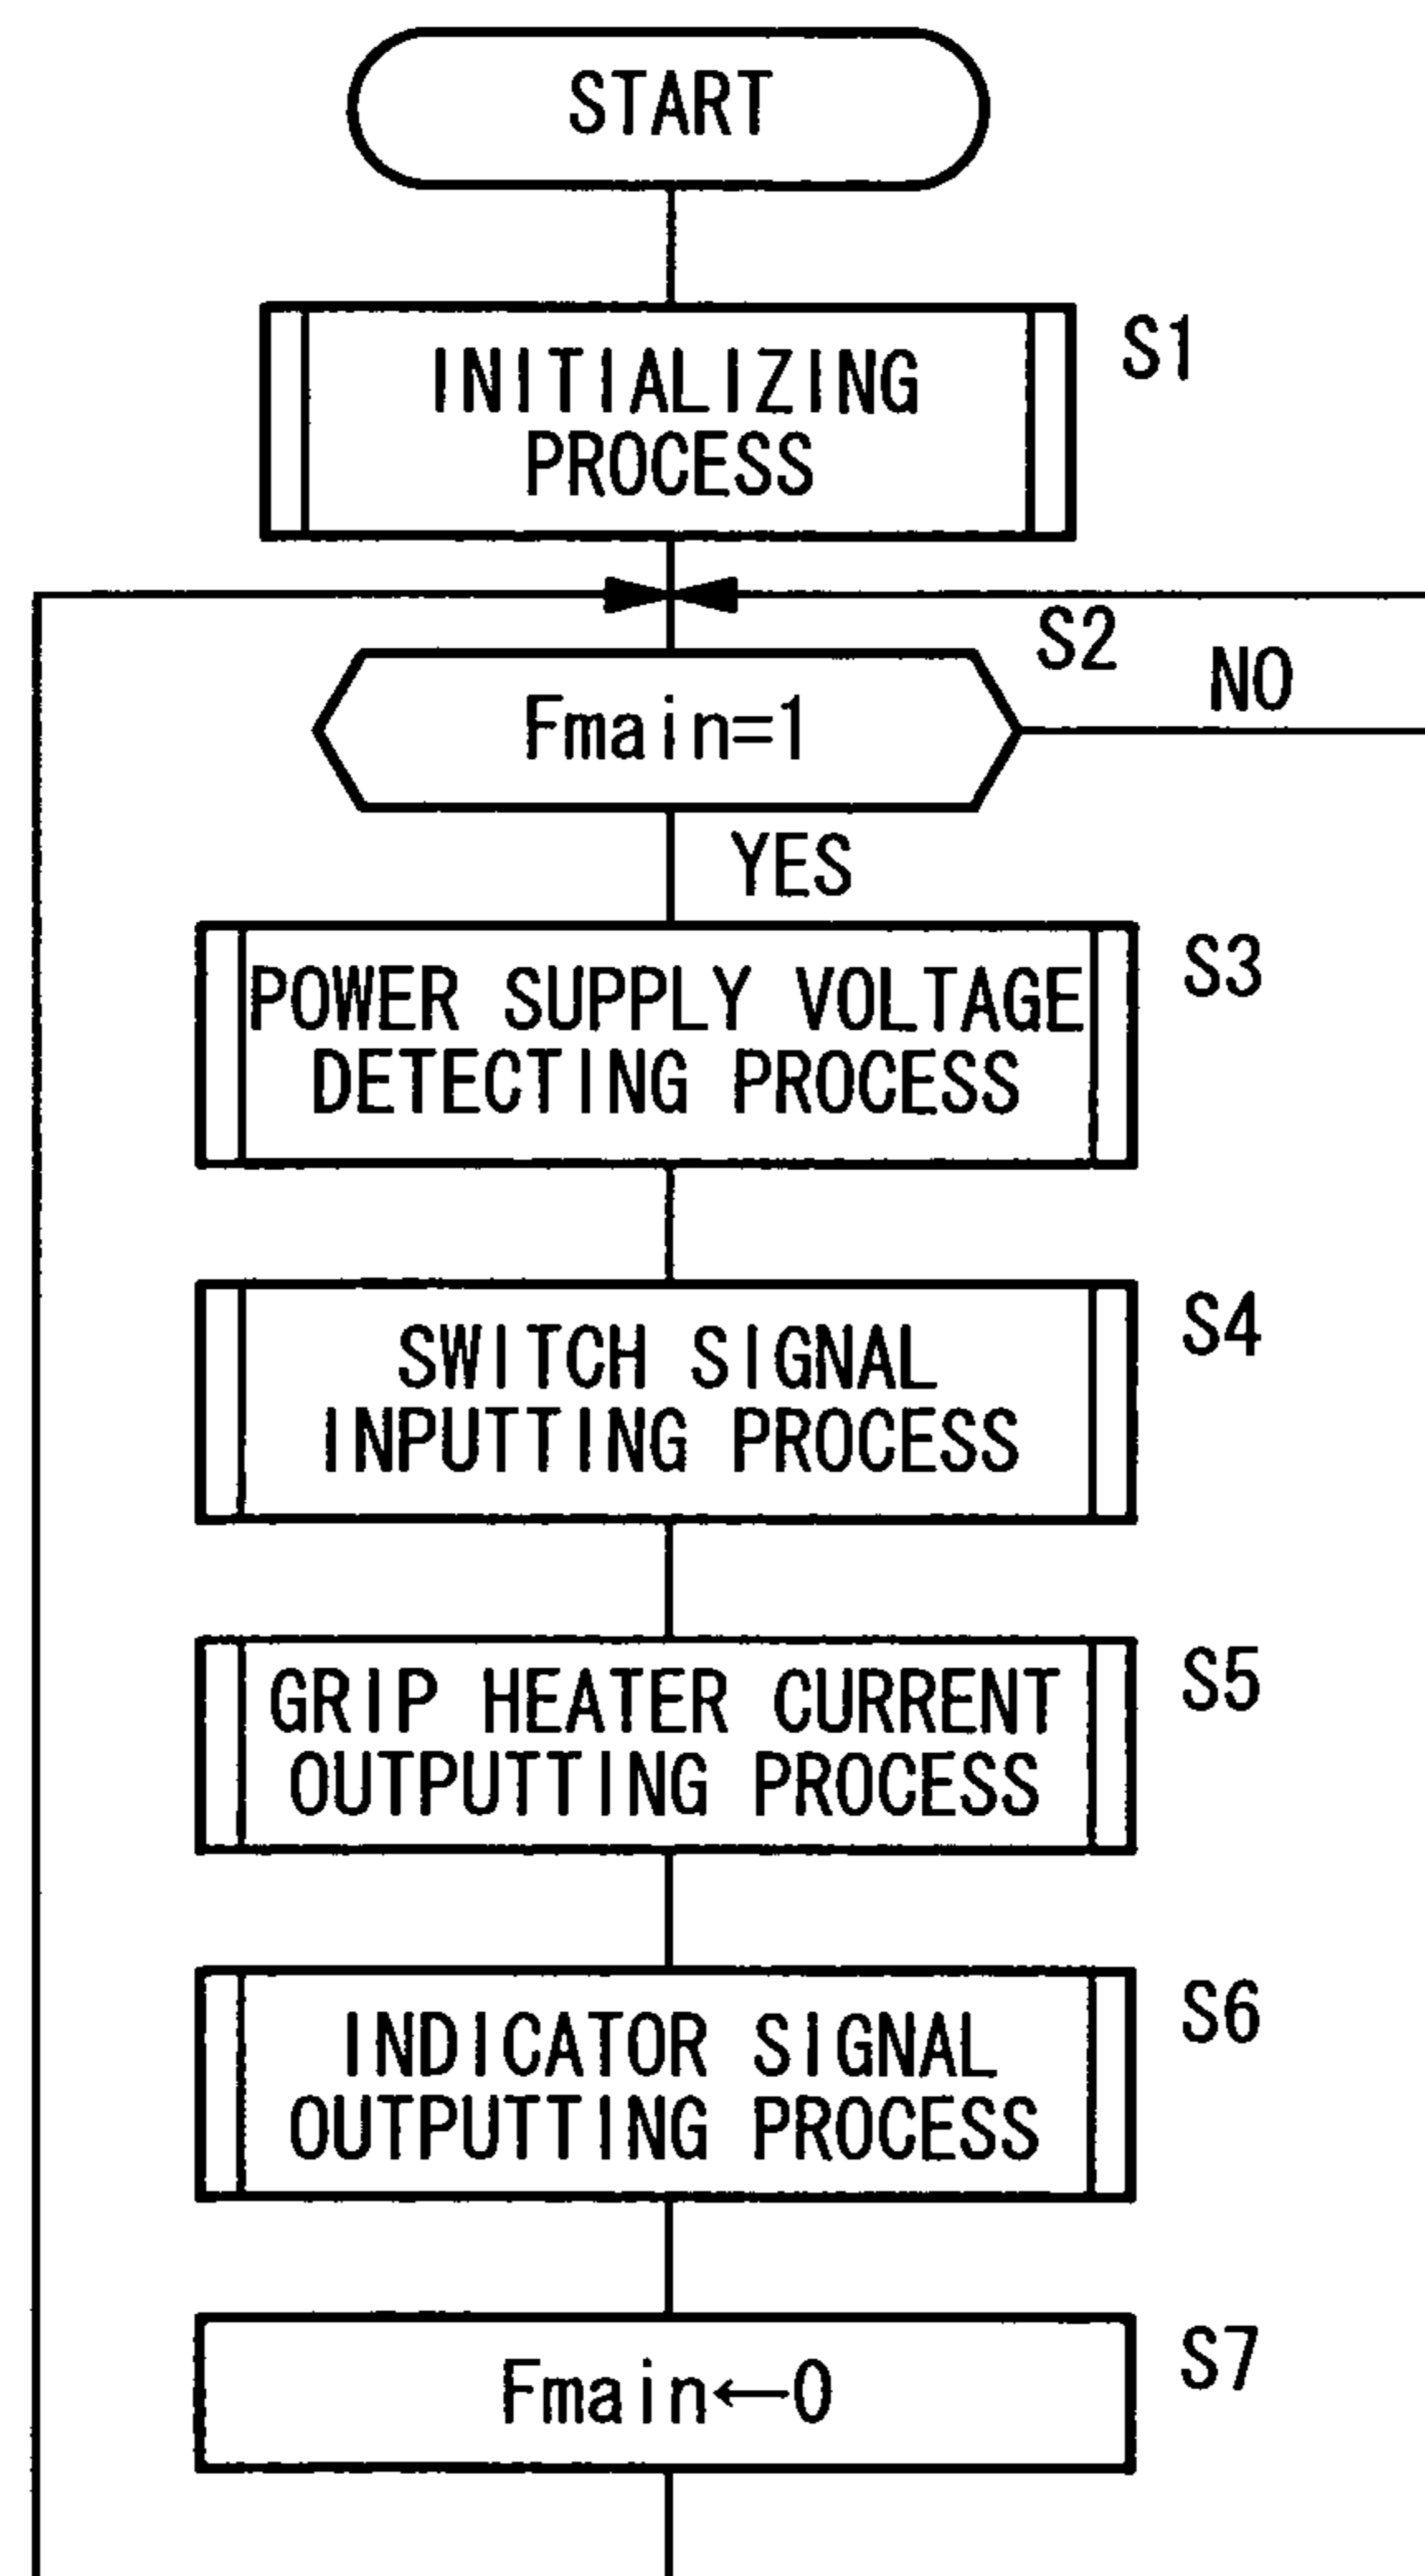 START
INITIALIZING
PROCESS
S1
S2
Fmain=1
NO
YES
POWER SUPPLY VOLTAGE
DETECTING PROCESS
S3
SWITCH SIGNAL
INPUTTING PROCESS
S4
GRIP HEATER CURRENT
OUTPUTTING PROCESS
S5
INDICATOR SIGNAL
OUTPUTTING PROCESS
S6
Fmain←0
S7